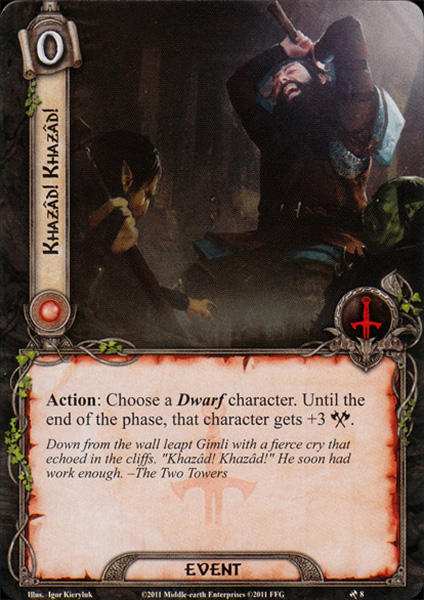 0
Khazâd! Khazâd!
Action: Choose a Dwarf character. Until the
end of the phase, that character gets +3 .
Down from the wall leapt Gimli with a fierce cry that
echoed in the cliffs. "Khazâd! Khazâd!" He soon had
work enough. –The Two Towers
EVENT
Illus. Igor Kieryluk ©2011 Middle-earth Enterprises ©2011 FFG 8